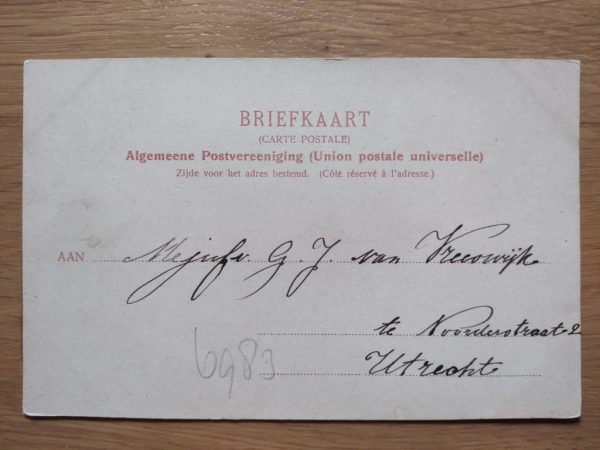 BRIEFKAART
(CARTE POSTALE)
Algemeene Postvereeniging (Union postale universelle)
Zijde voor het adres bestemd. (Côté réservé à l'adresse.)
AAN Mejufv. G. J. van Vreeswijk
te Noorderstraat 2
Utrecht
6983